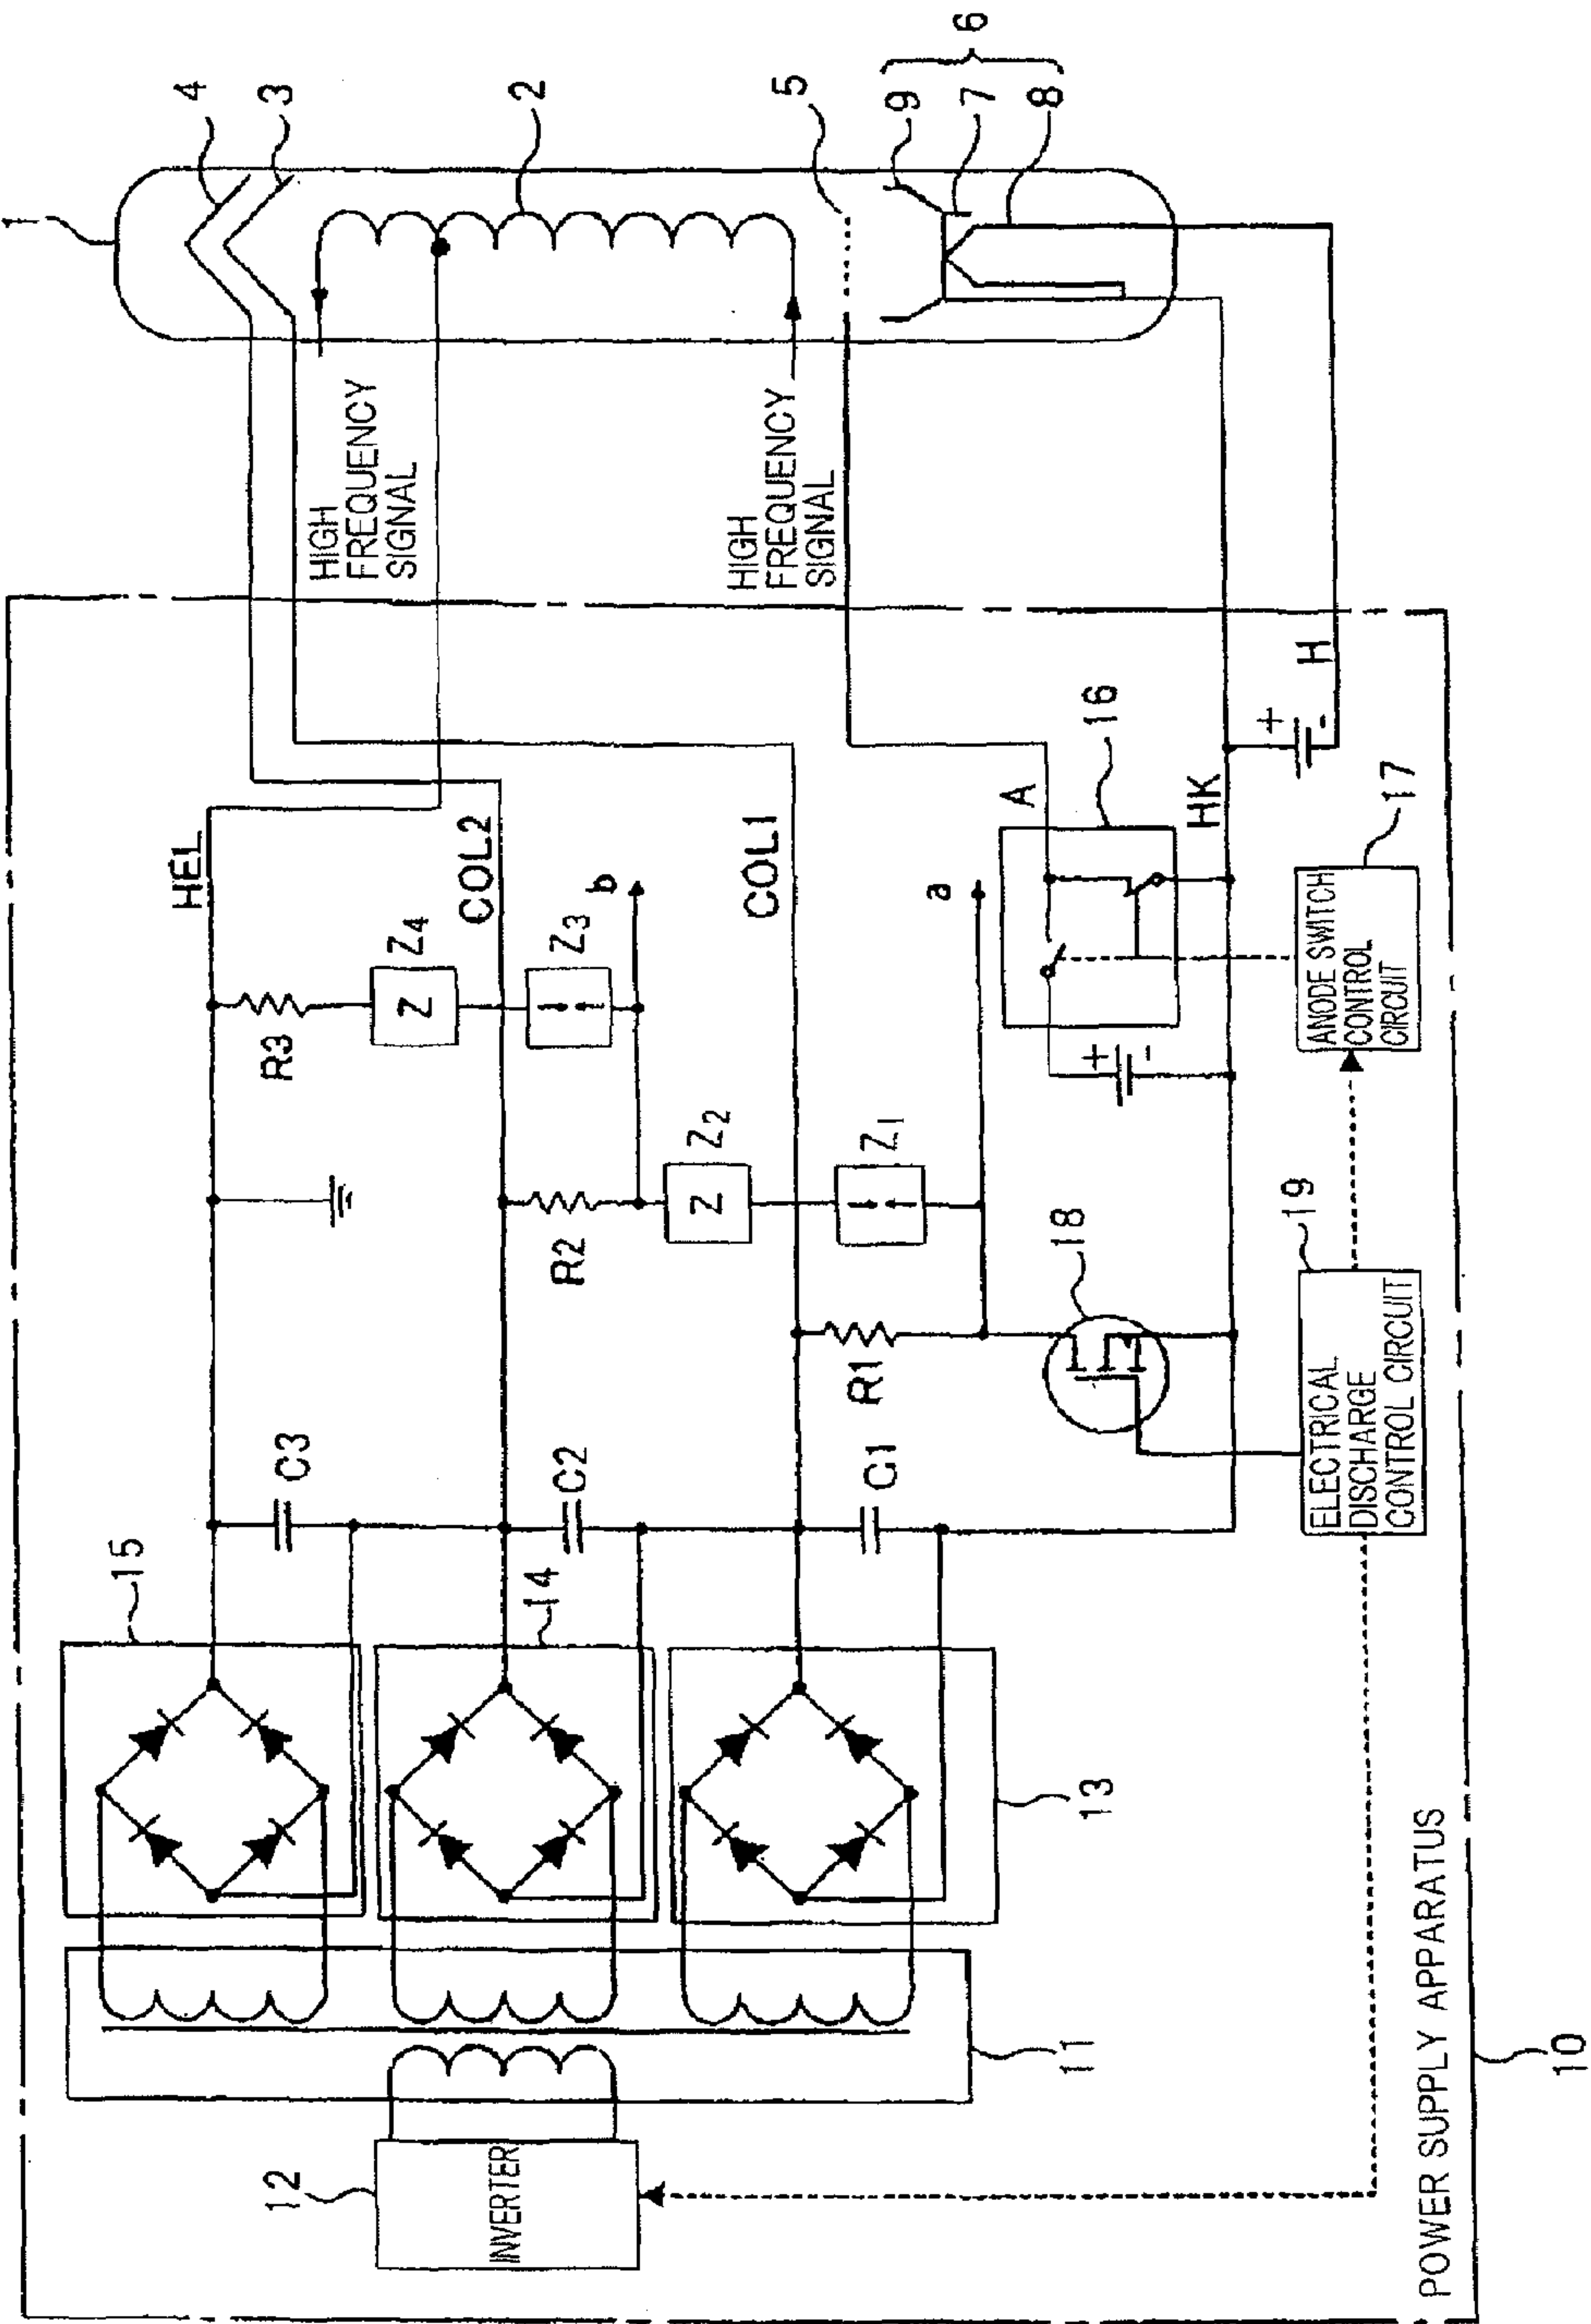 1
4
3
2
5
9
7
8
6
HIGH
FREQUENCY
SIGNAL
HIGH
FREQUENCY
SIGNAL
HEL
COL2
COL1
A
HK
H
+
-
16
17
ANODE SWITCH
CONTROL
CIRCUIT
+
-
a
b
R3
Z
Z4
Z3
R2
Z
Z2
Z1
R1
18
19
ELECTRICAL
DISCHARGE
CONTROL CIRCUIT
C3
C2
C1
15
14
13
11
12
INVERTER
POWER SUPPLY APPARATUS
10